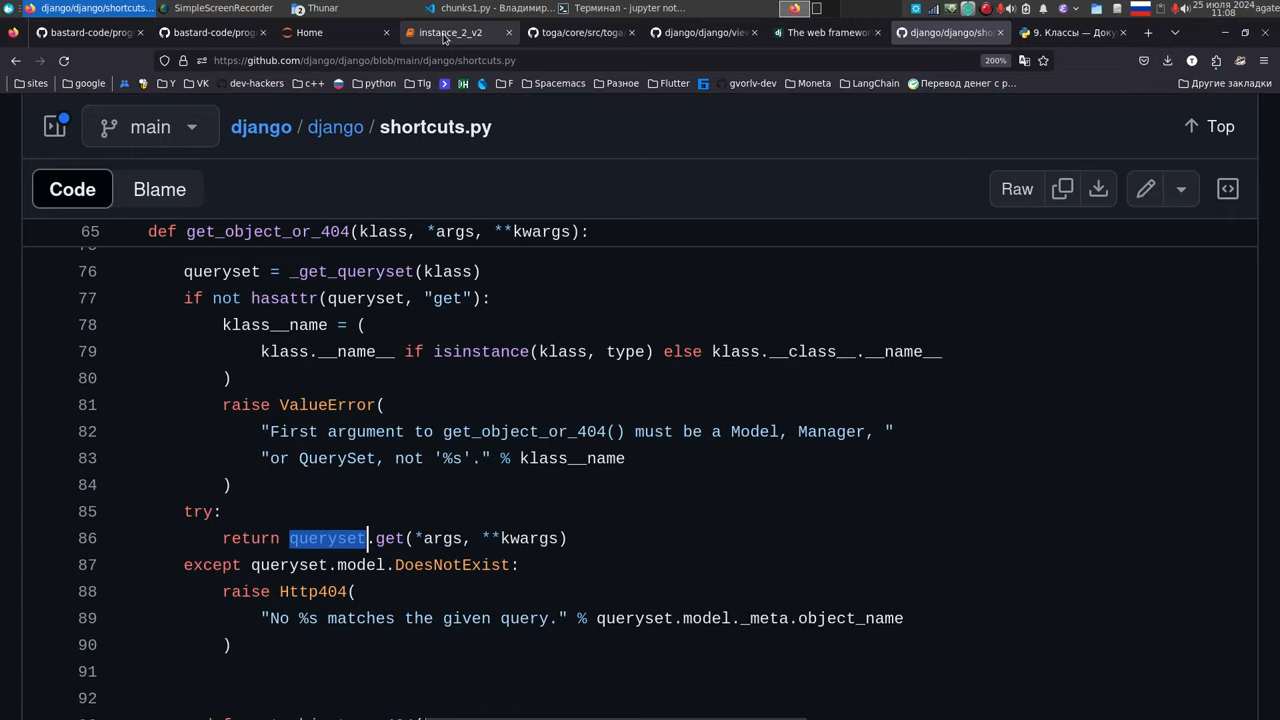 django/django/shortcuts... SimpleScreenRecorder 2 Thunar chunks1.py - Владимир... Терминал - jupyter not... 25 июля 2024 agate
11:08
bastard-code/prog bastard-code/prog Home instance_2_v2 toga/core/src/toga django/django/view The web framewor django/django/sho 9. Классы — Доку
https://github.com/django/django/blob/main/django/shortcuts.py 200%
sites google Y VK dev-hackers c++ python Tlg F Spacemacs Разное Flutter gvorlv-dev Moneta LangChain Перевод денег с р... Другие закладки
main django / django / shortcuts.py Top
Code Blame Raw
65 def get_object_or_404(klass, *args, **kwargs):
76 queryset = _get_queryset(klass)
77 if not hasattr(queryset, "get"):
78 klass__name = (
79 klass.__name__ if isinstance(klass, type) else klass.__class__.__name__
80 )
81 raise ValueError(
82 "First argument to get_object_or_404() must be a Model, Manager, "
83 "or QuerySet, not '%s'." % klass__name
84 )
85 try:
86 return queryset.get(*args, **kwargs)
87 except queryset.model.DoesNotExist:
88 raise Http404(
89 "No %s matches the given query." % queryset.model._meta.object_name
90 )
91
92